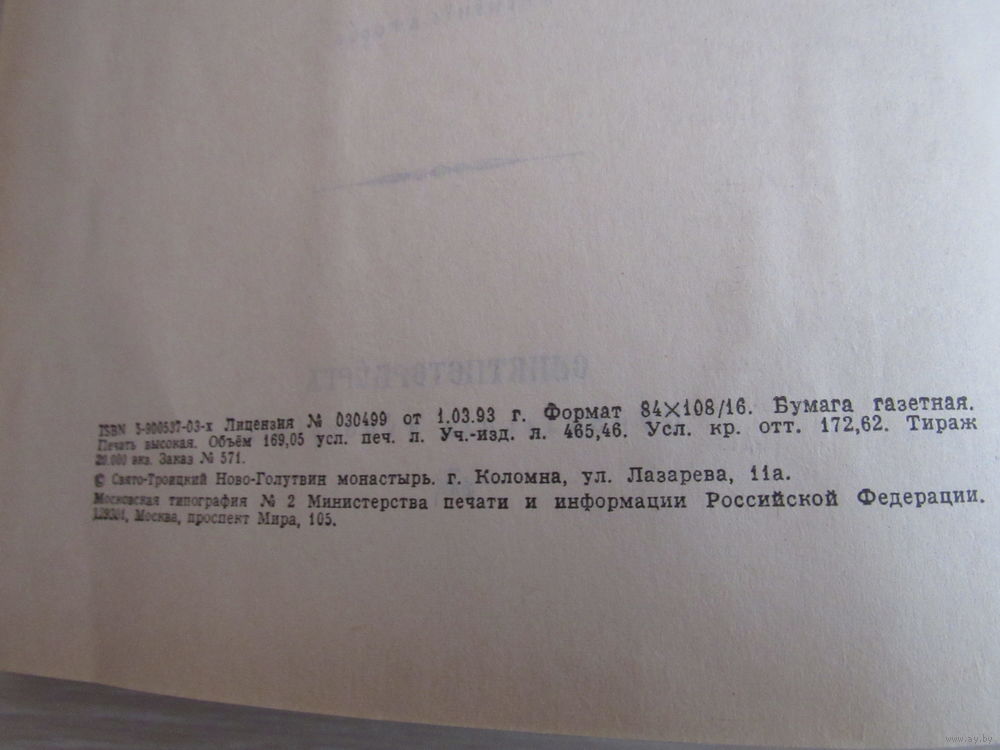 ISBN 5-900537-03-х Лицензия № 030499 от 1.03.93 г. Формат 84×108/16. Бумага газетная.
Печать высокая. Объём 169,05 усл. печ. л. Уч.-изд. л. 465,46. Усл. кр. отт. 172,62. Тираж
20.000 экз. Заказ № 571.
© Свято-Троицкий Ново-Голутвин монастырь. г. Коломна, ул. Лазарева, 11а.
Московская типография № 2 Министерства печати и информации Российской Федерации.
Москва, проспект Мира, 105.
www.ay.by